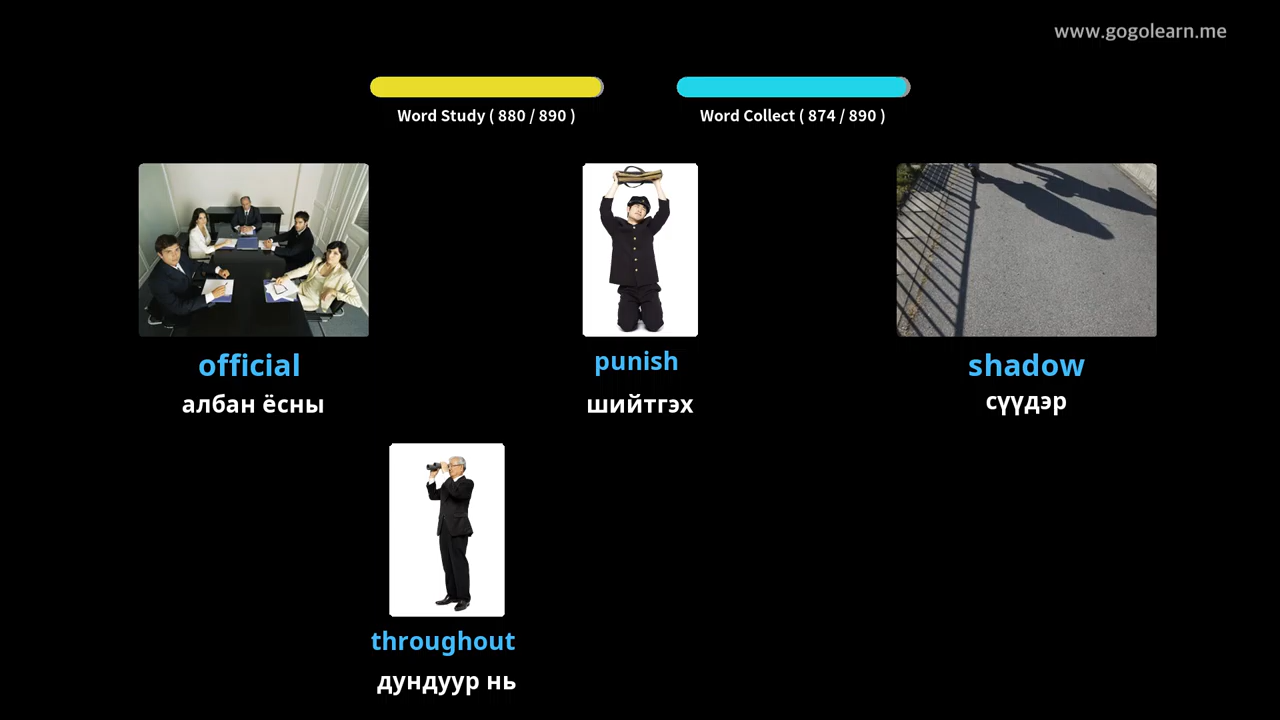 www.gogolearn.me
Word Study ( 880 / 890 )
Word Collect ( 874 / 890 )
official
албан ёсны
punish
шийтгэх
shadow
сүүдэр
throughout
дундуур нь